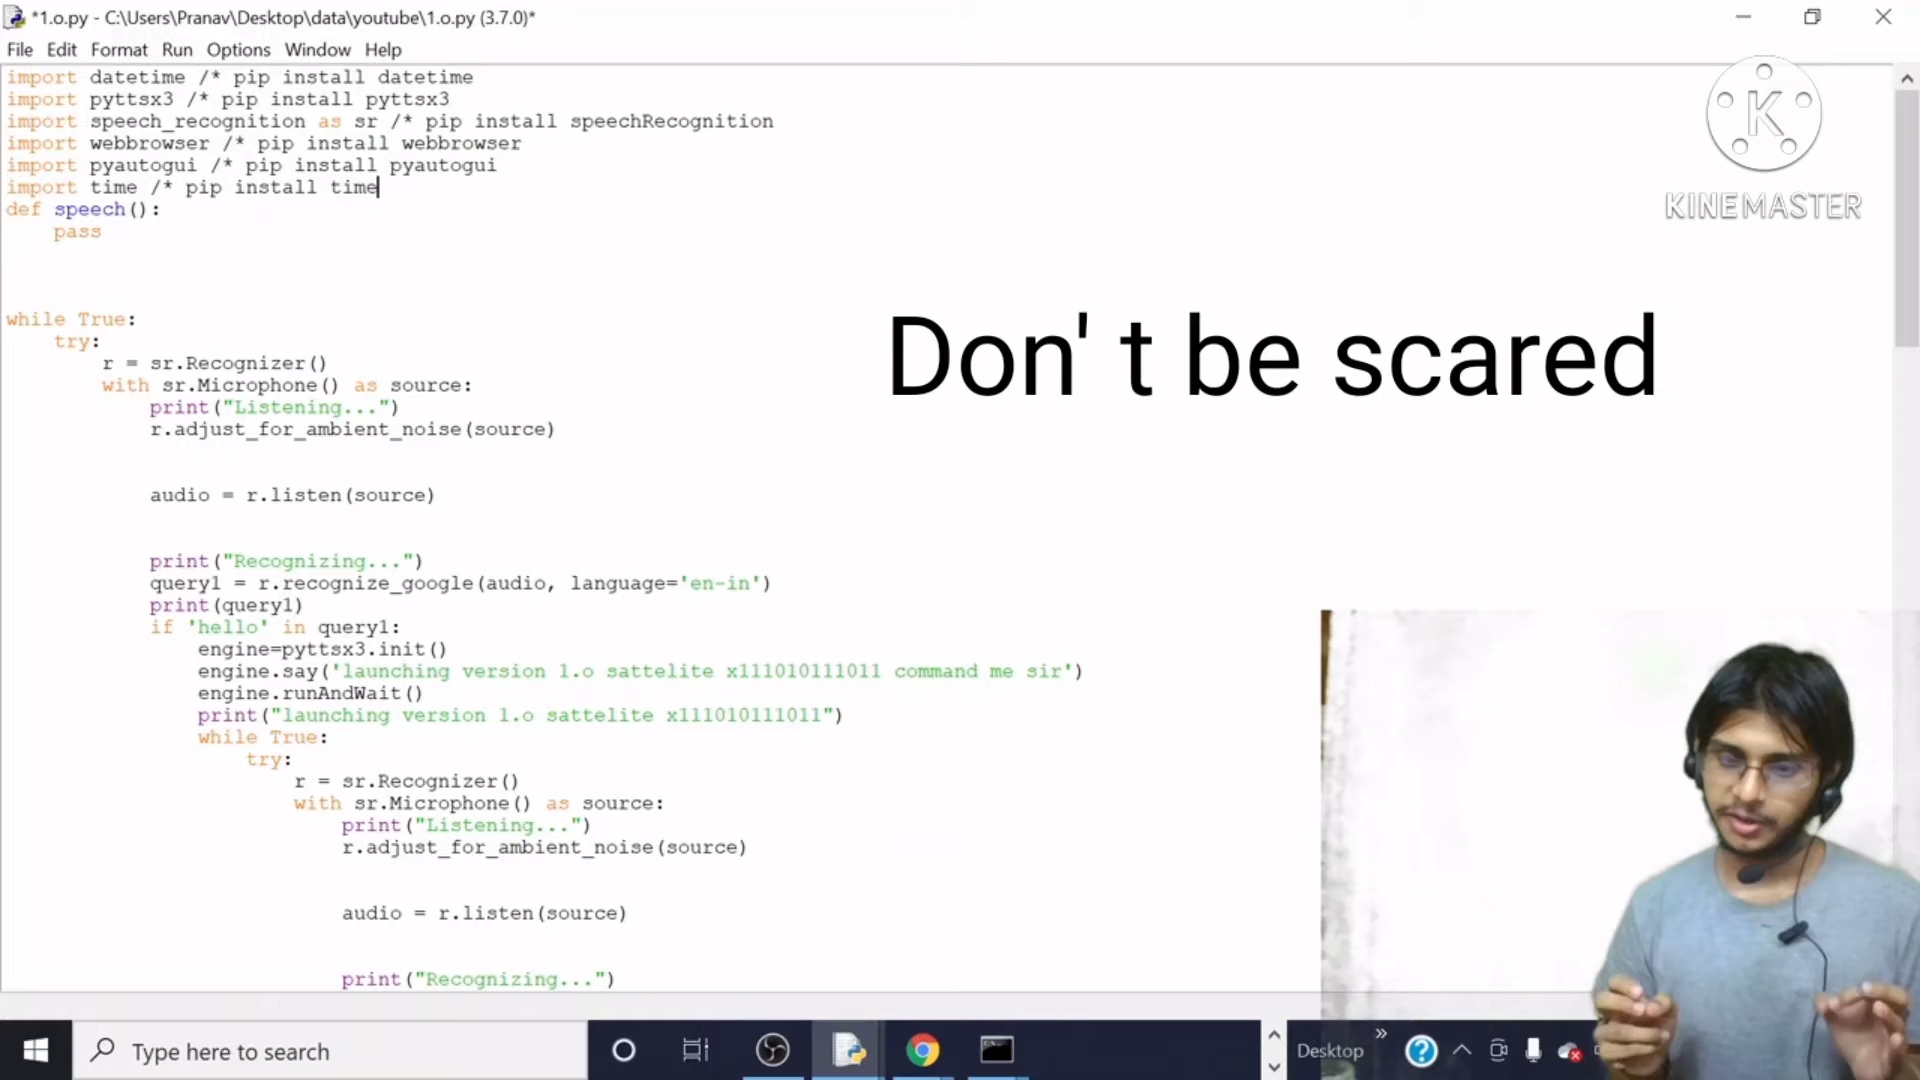 *1.o.py - C:\Users\Pranav\Desktop\data\youtube\1.o.py (3.7.0)*
File Edit Format Run Options Window Help
import datetime /* pip install datetime
import pyttsx3 /* pip install pyttsx3
import speech_recognition as sr /* pip install speechRecognition
import webbrowser /* pip install webbrowser
import pyautogui /* pip install pyautogui
import time /* pip install time
def speech():
    pass
K
KINEMASTER
while True:
    try:
        r = sr.Recognizer()
        with sr.Microphone() as source:
            print("Listening...")
            r.adjust_for_ambient_noise(source)
            audio = r.listen(source)
            print("Recognizing...")
            query1 = r.recognize_google(audio, language='en-in')
            print(query1)
            if 'hello' in query1:
                engine=pyttsx3.init()
                engine.say('launching version 1.o sattelite x111010111011 command me sir')
                engine.runAndWait()
                print("launching version 1.o sattelite x111010111011")
                while True:
                    try:
                        r = sr.Recognizer()
                        with sr.Microphone() as source:
                            print("Listening...")
                            r.adjust_for_ambient_noise(source)
                            audio = r.listen(source)
                            print("Recognizing...")
Don' t be scared
Type here to search
Desktop